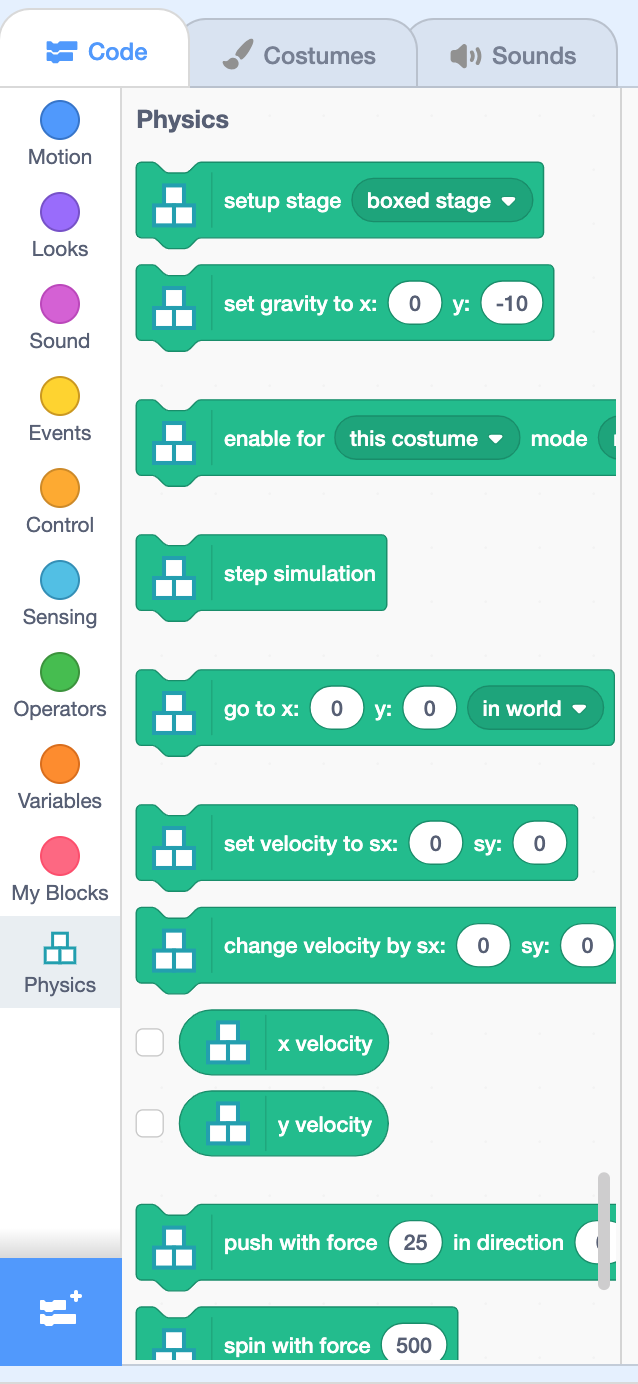 Code Costumes Sounds
Motion
Looks
Sound
Events
Control
Sensing
Operators
Variables
My Blocks
Physics
Physics
setup stage boxed stage
set gravity to x: 0 y: -10
enable for this costume mode
step simulation
go to x: 0 y: 0 in world
set velocity to sx: 0 sy: 0
change velocity by sx: 0 sy: 0
x velocity
y velocity
push with force 25 in direction
spin with force 500